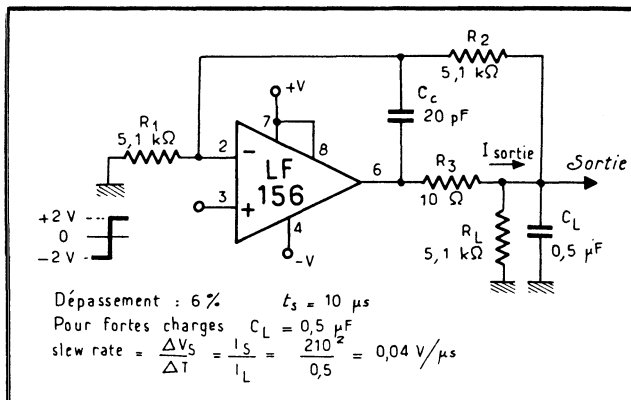 R2
5,1 kΩ
+V
Cc
20 pF
R1
5,1 kΩ
7
8
2
−
LF
156
6
3
+
4
−V
R3
10 Ω
I sortie
Sortie
RL
5,1 kΩ
CL
0,5 µF
+2 V
0
−2 V
Dépassement : 6% ts = 10 µs
Pour fortes charges CL = 0,5 µF
slew rate = ΔVS/ΔT = IS/IL = 210²/0,5 = 0,04 V/µs